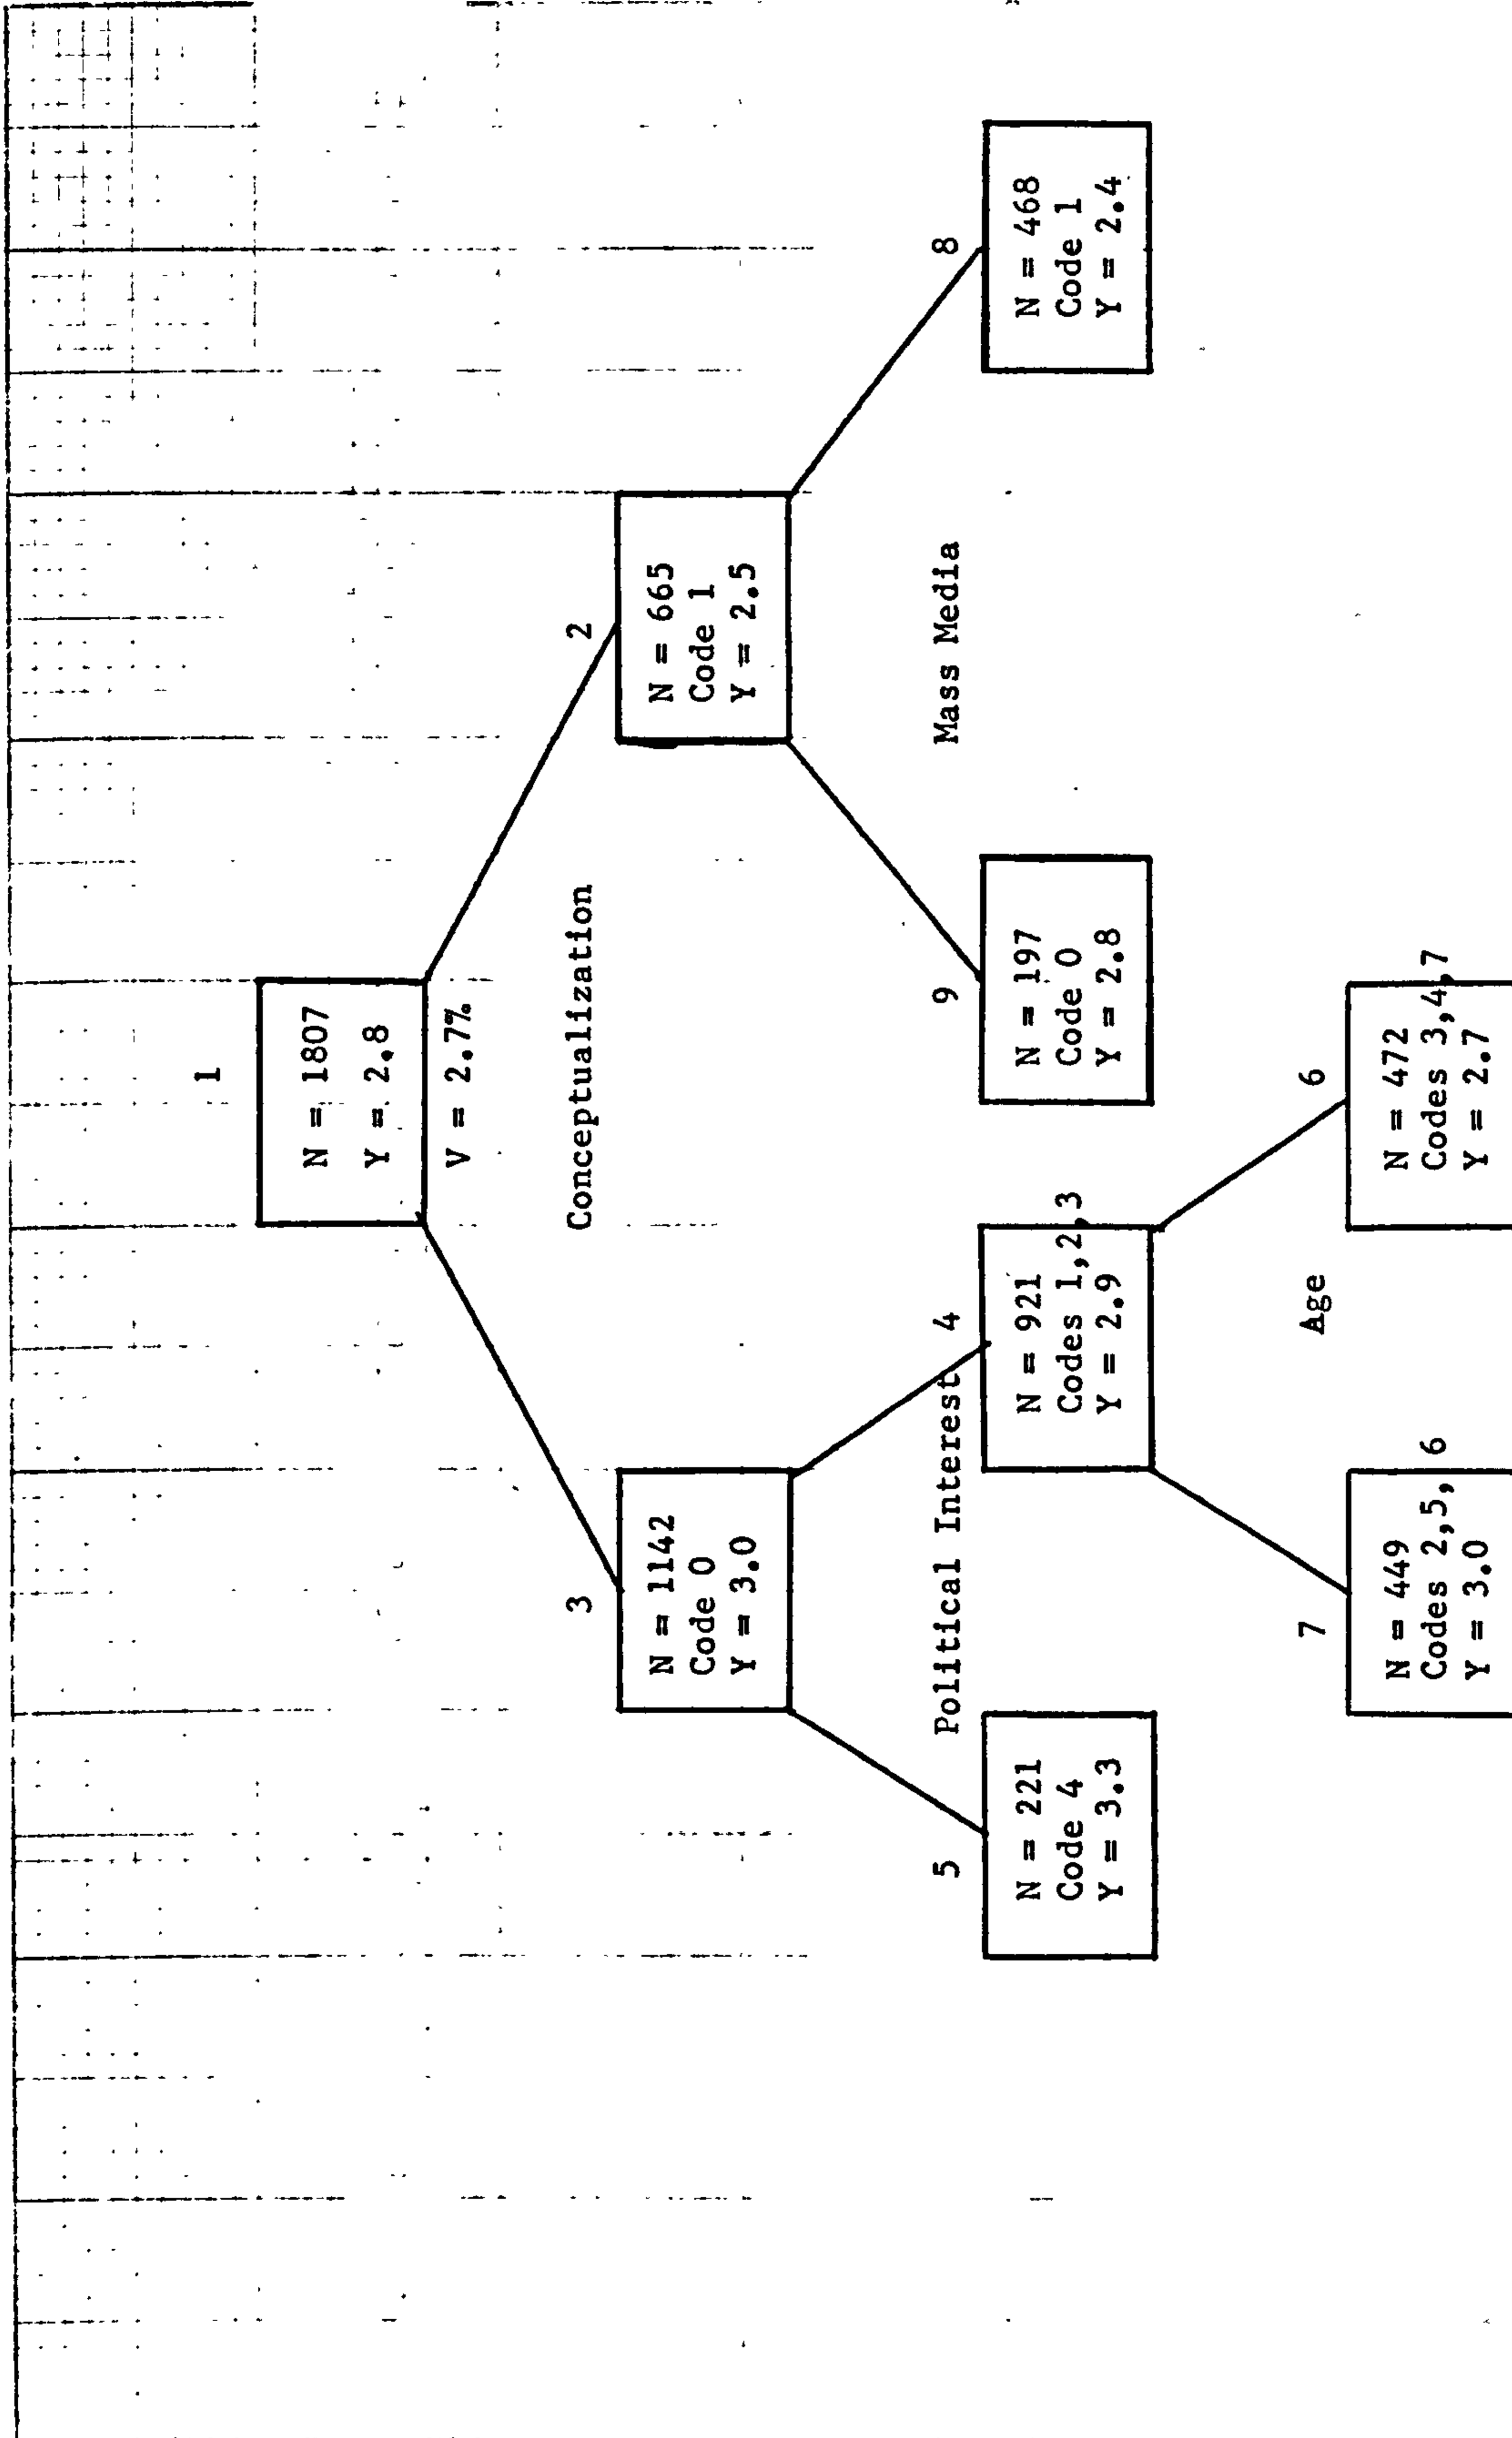 1
N = 1807
Y = 2.8
V = 2.7%
Conceptualization
3
N = 1142
Code 0
Y = 3.0
2
N = 665
Code 1
Y = 2.5
Political Interest
Mass Media
5
N = 221
Code 4
Y = 3.3
4
N = 921
Codes 1,2,3
Y = 2.9
9
N = 197
Code 0
Y = 2.8
8
N = 468
Code 1
Y = 2.4
Age
7
N = 449
Codes 2,5,6
Y = 3.0
6
N = 472
Codes 3,4,7
Y = 2.7